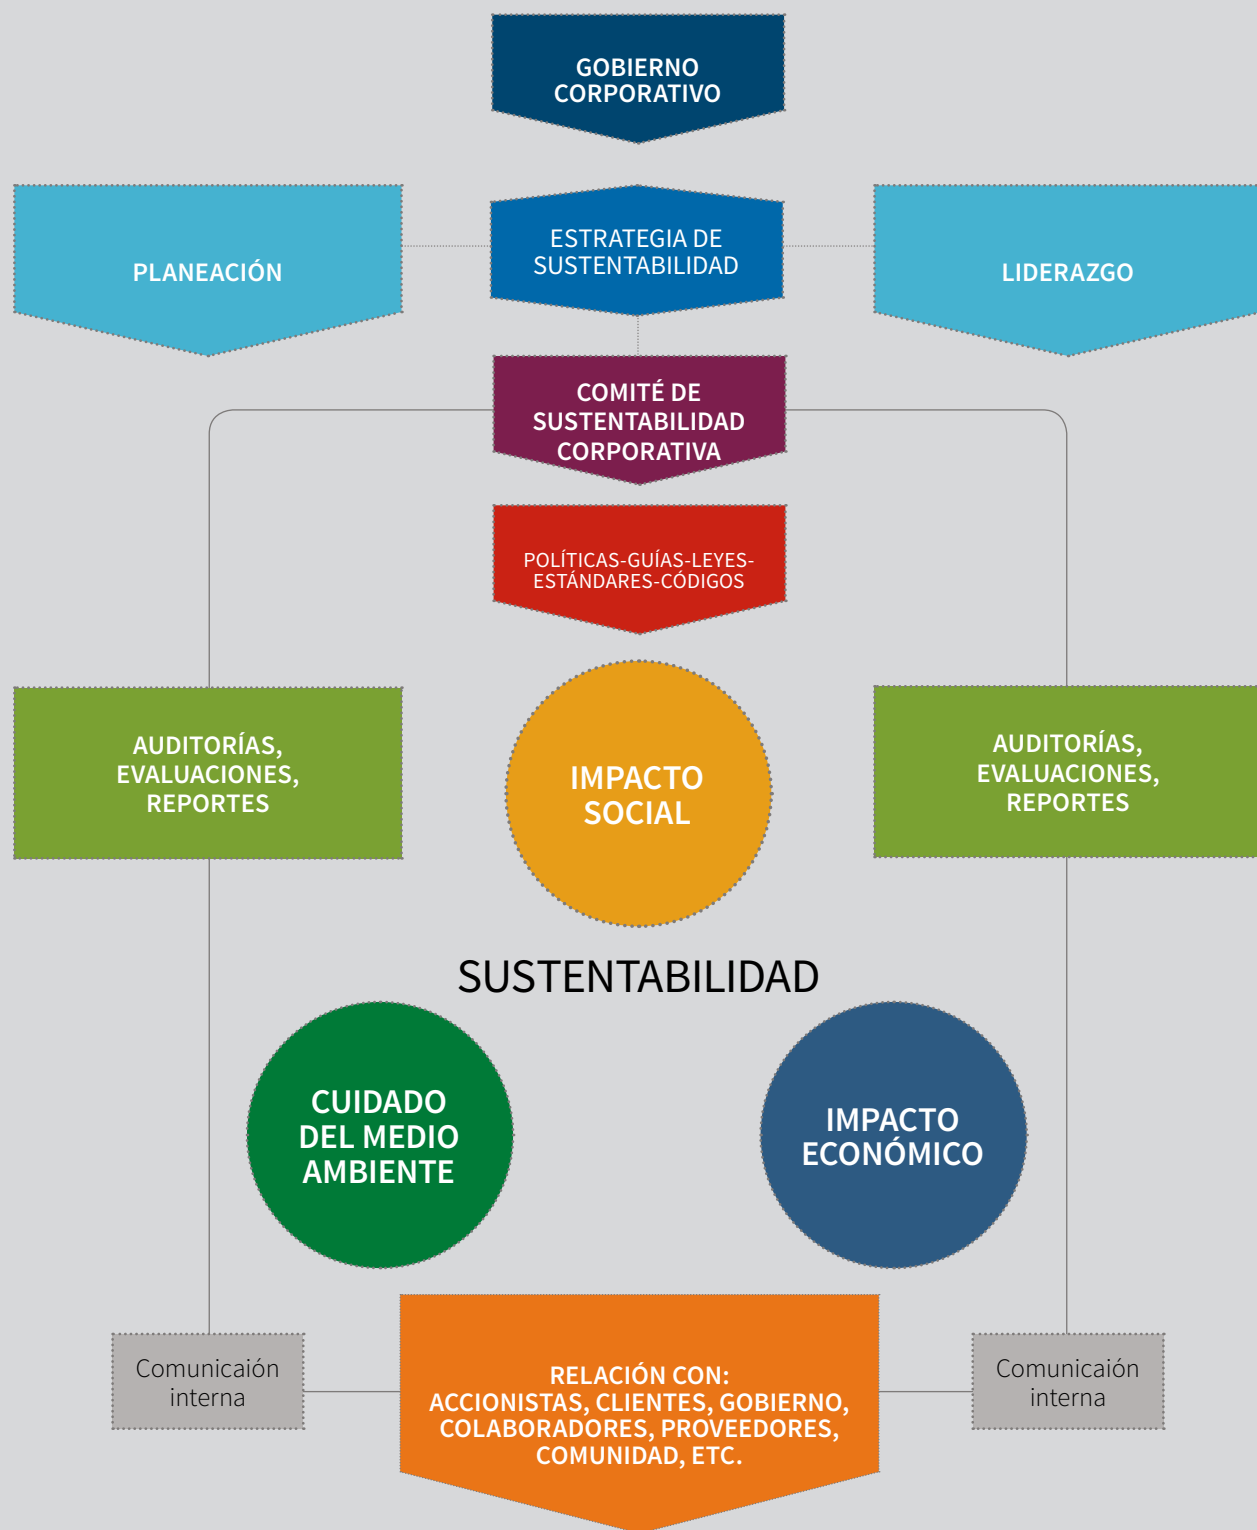 GOBIERNO
CORPORATIVO
PLANEACIÓN
ESTRATEGIA DE
SUSTENTABILIDAD
LIDERAZGO
COMITÉ DE
SUSTENTABILIDAD
CORPORATIVA
POLÍTICAS-GUÍAS-LEYES-
ESTÁNDARES-CÓDIGOS
AUDITORÍAS,
EVALUACIONES,
REPORTES
IMPACTO
SOCIAL
AUDITORÍAS,
EVALUACIONES,
REPORTES
SUSTENTABILIDAD
CUIDADO
DEL MEDIO
AMBIENTE
IMPACTO
ECONÓMICO
Comunicaión
interna
RELACIÓN CON:
ACCIONISTAS, CLIENTES, GOBIERNO,
COLABORADORES, PROVEEDORES,
COMUNIDAD, ETC.
Comunicaión
interna